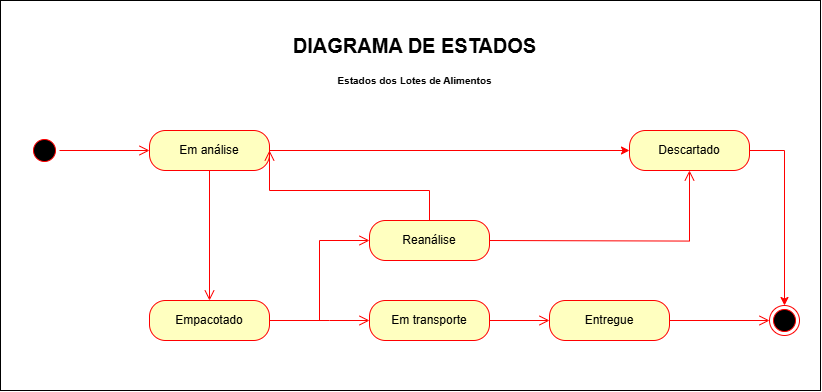 DIAGRAMA DE ESTADOS
Estados dos Lotes de Alimentos
Em análise
Descartado
Reanálise
Empacotado
Em transporte
Entregue